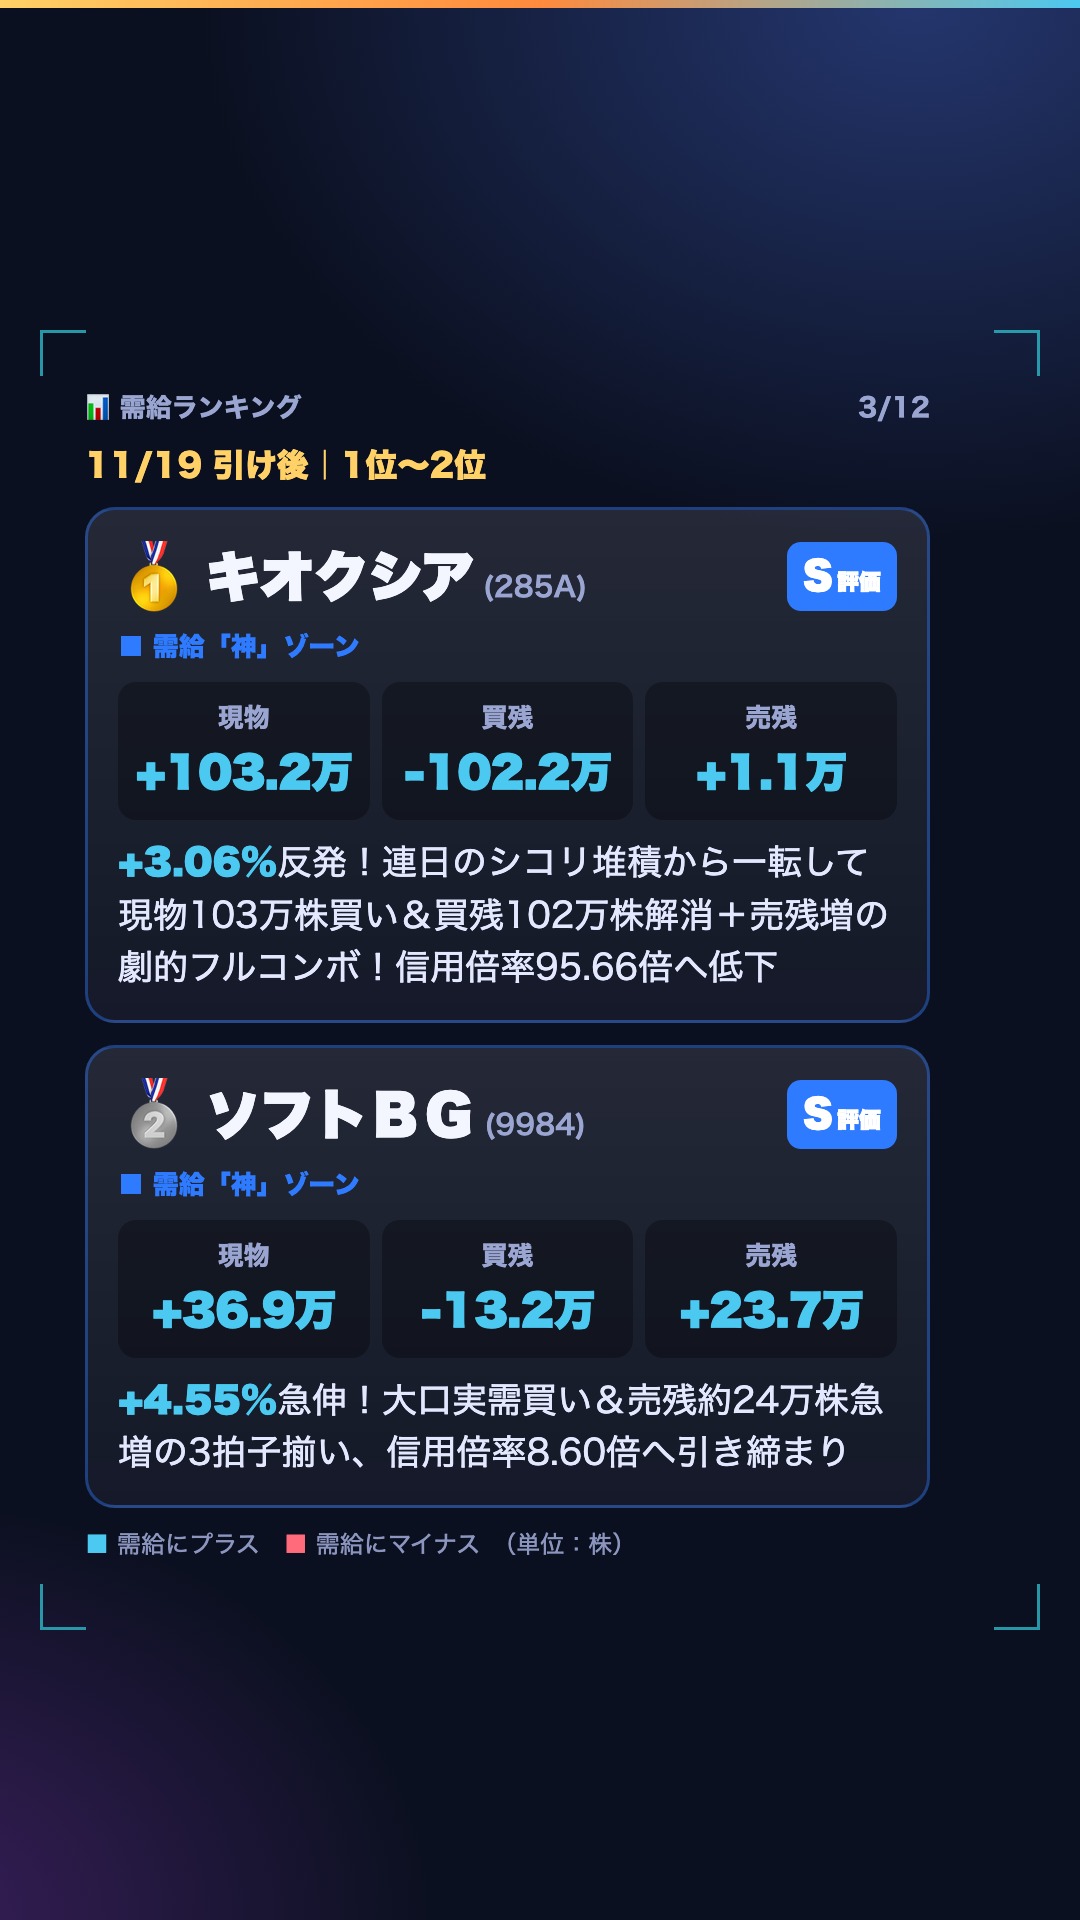 📊 需給ランキング 3/12
11/19 引け後｜1位〜2位
🥇 キオクシア (285A) S評価
■ 需給「神」ゾーン
現物 買残 売残
+103.2万 -102.2万 +1.1万
+3.06%反発！連日のシコリ堆積から一転して
現物103万株買い＆買残102万株解消＋売残増の
劇的フルコンボ！信用倍率95.66倍へ低下
🥈 ソフトＢＧ (9984) S評価
■ 需給「神」ゾーン
現物 買残 売残
+36.9万 -13.2万 +23.7万
+4.55%急伸！大口実需買い＆売残約24万株急
増の3拍子揃い、信用倍率8.60倍へ引き締まり
■ 需給にプラス ■ 需給にマイナス （単位：株）